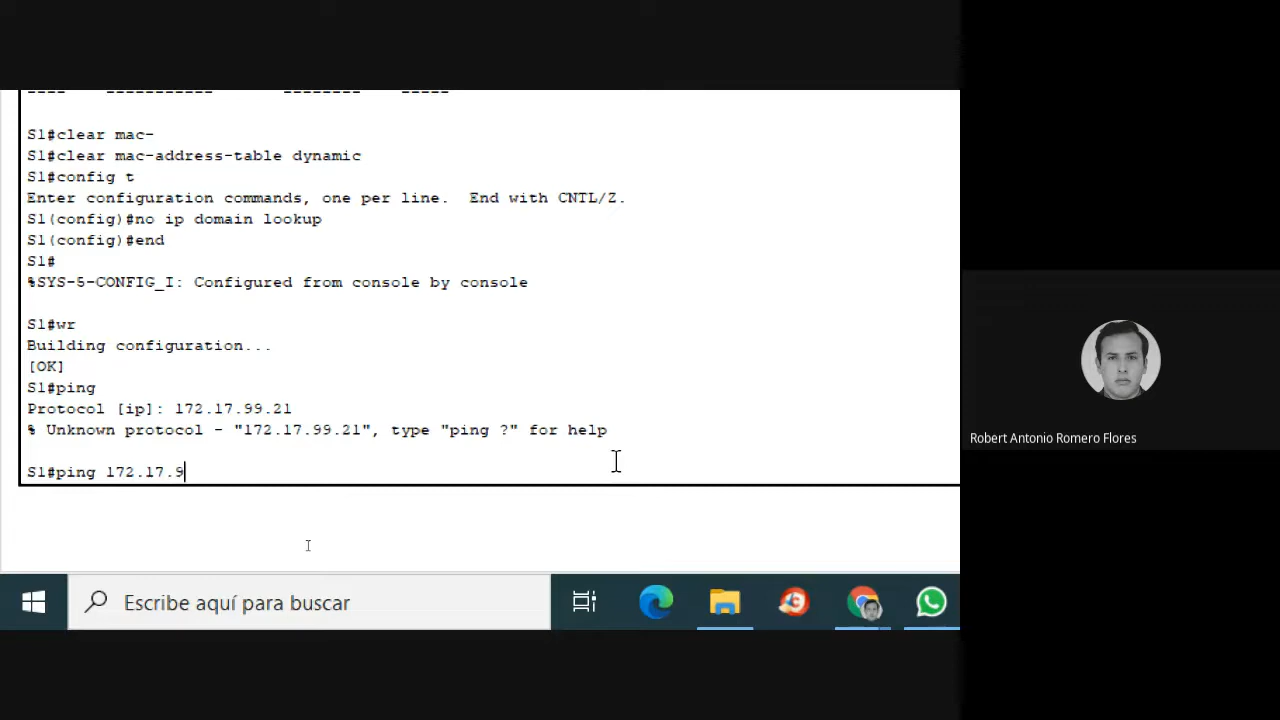 S1#clear mac-
S1#clear mac-address-table dynamic
S1#config t
Enter configuration commands, one per line.  End with CNTL/Z.
S1(config)#no ip domain lookup
S1(config)#end
S1#
%SYS-5-CONFIG_I: Configured from console by console
S1#wr
Building configuration...
[OK]
S1#ping
Protocol [ip]: 172.17.99.21
% Unknown protocol - "172.17.99.21", type "ping ?" for help
S1#ping 172.17.9
Robert Antonio Romero Flores
Escribe aquí para buscar